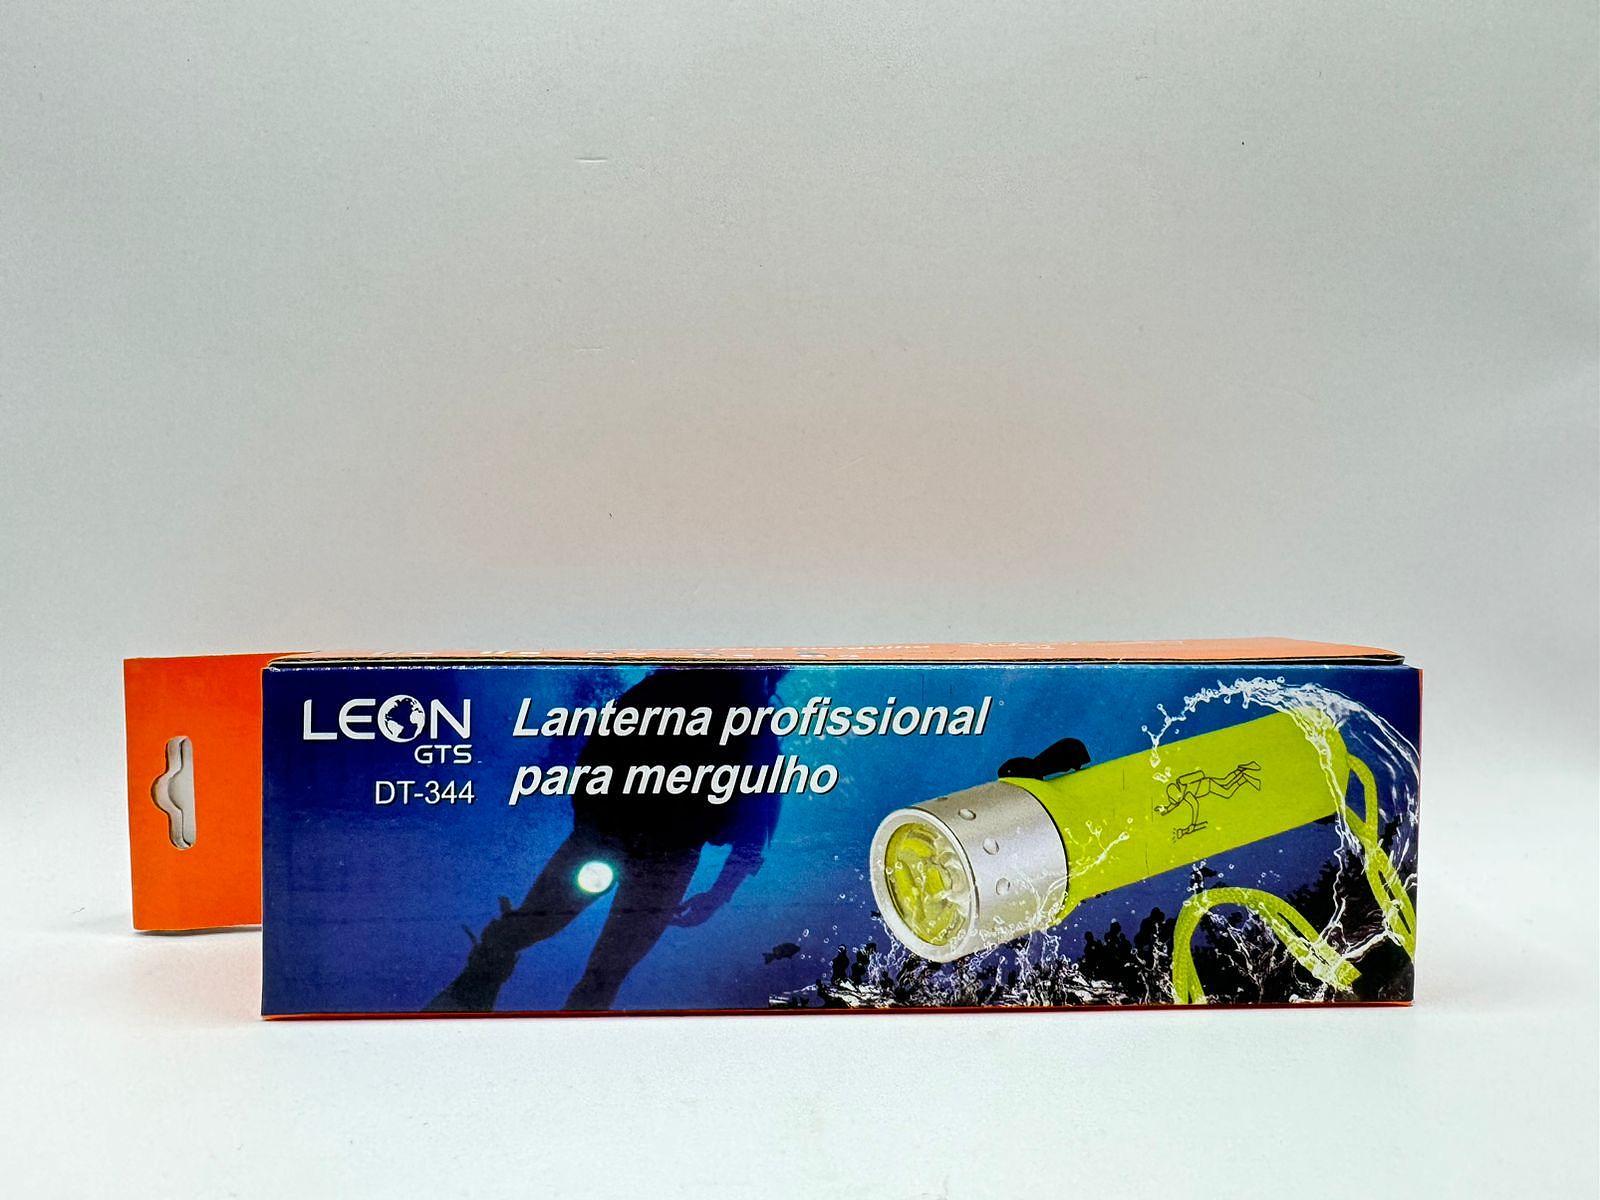 LEON
GTS
DT-344
Lanterna profissional
para mergulho